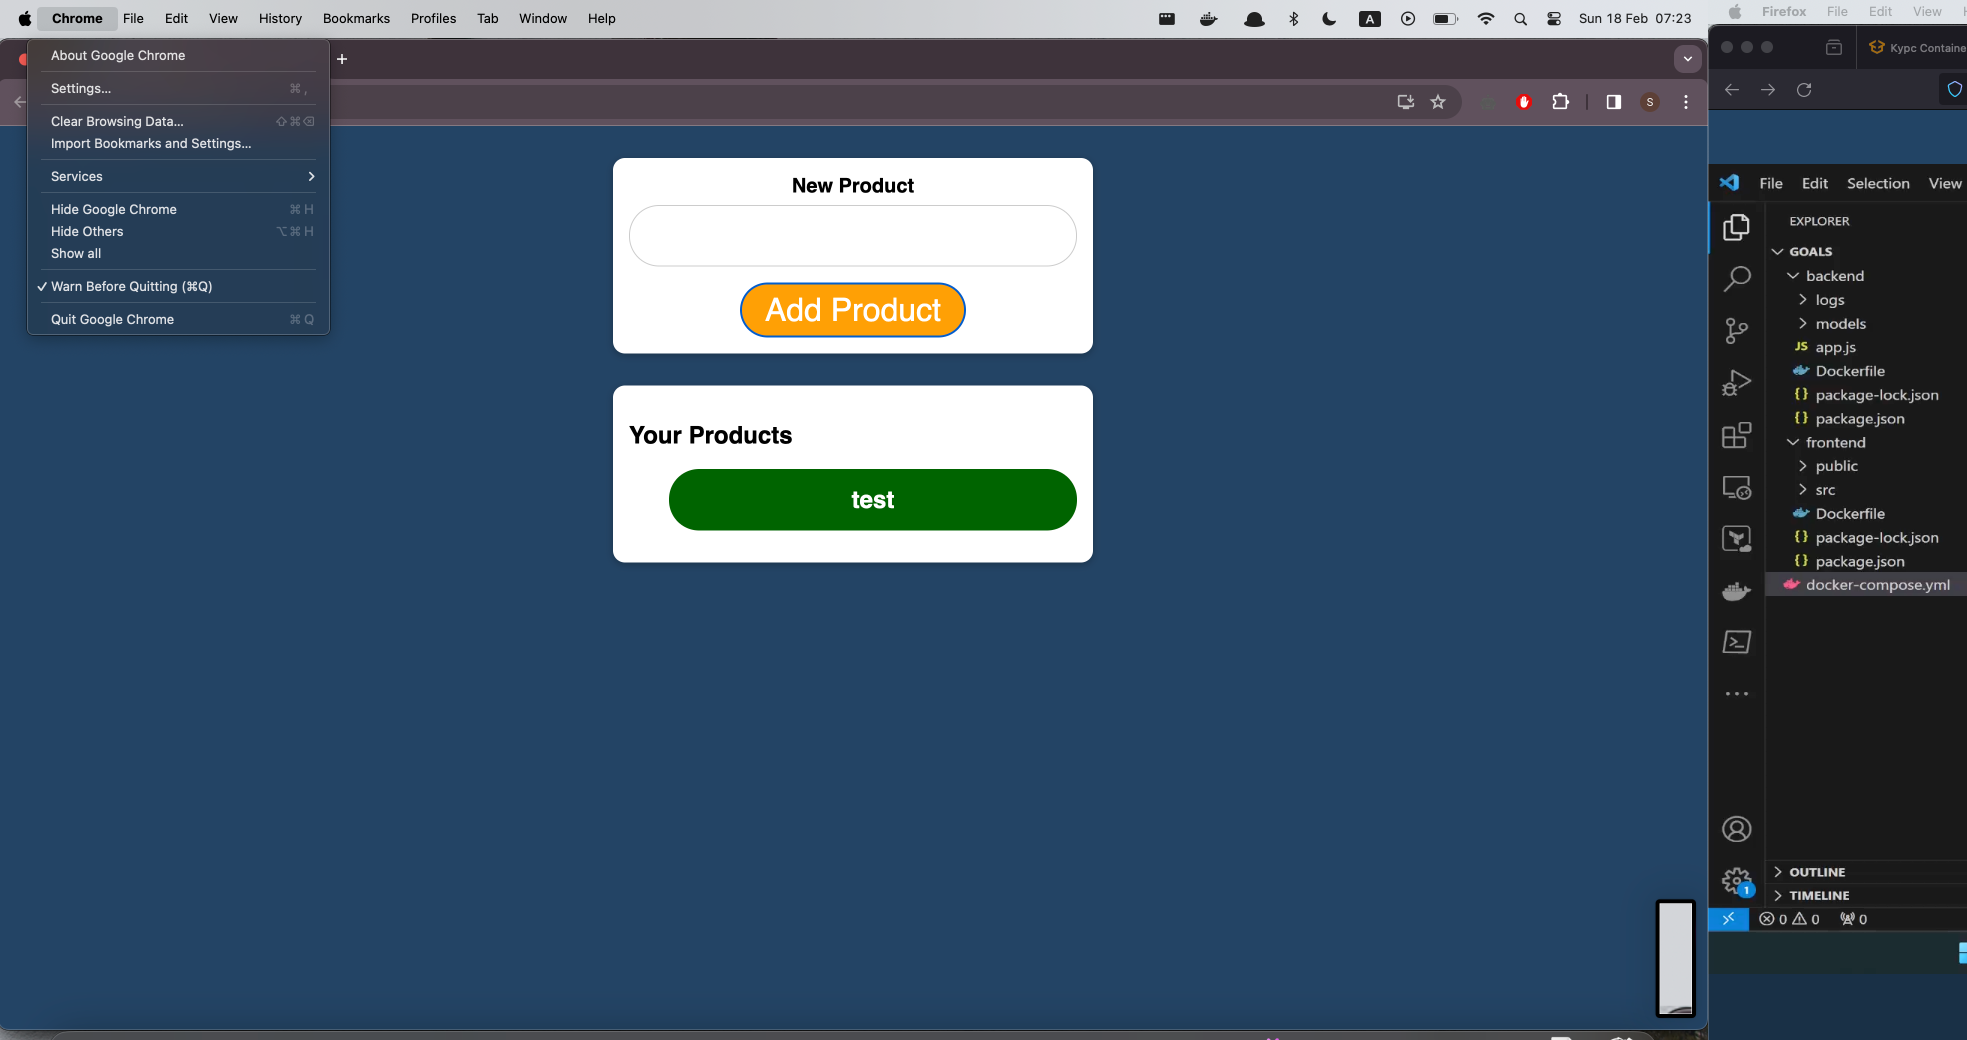 Chrome File Edit View History Bookmarks Profiles Tab Window Help
A
Sun 18 Feb 07:23
About Google Chrome
Settings... ⌘ ,
Clear Browsing Data... ⇧⌘⌫
Import Bookmarks and Settings...
Services
Hide Google Chrome ⌘ H
Hide Others ⌥⌘ H
Show all
✓ Warn Before Quitting (⌘Q)
Quit Google Chrome ⌘ Q
S
New Product
Add Product
Your Products
test
Firefox File Edit View
Kypc Containe
File Edit Selection View
EXPLORER
GOALS
backend
logs
models
JS app.js
Dockerfile
{} package-lock.json
{} package.json
frontend
public
src
Dockerfile
{} package-lock.json
{} package.json
docker-compose.yml
OUTLINE
1
TIMELINE
0 0 0